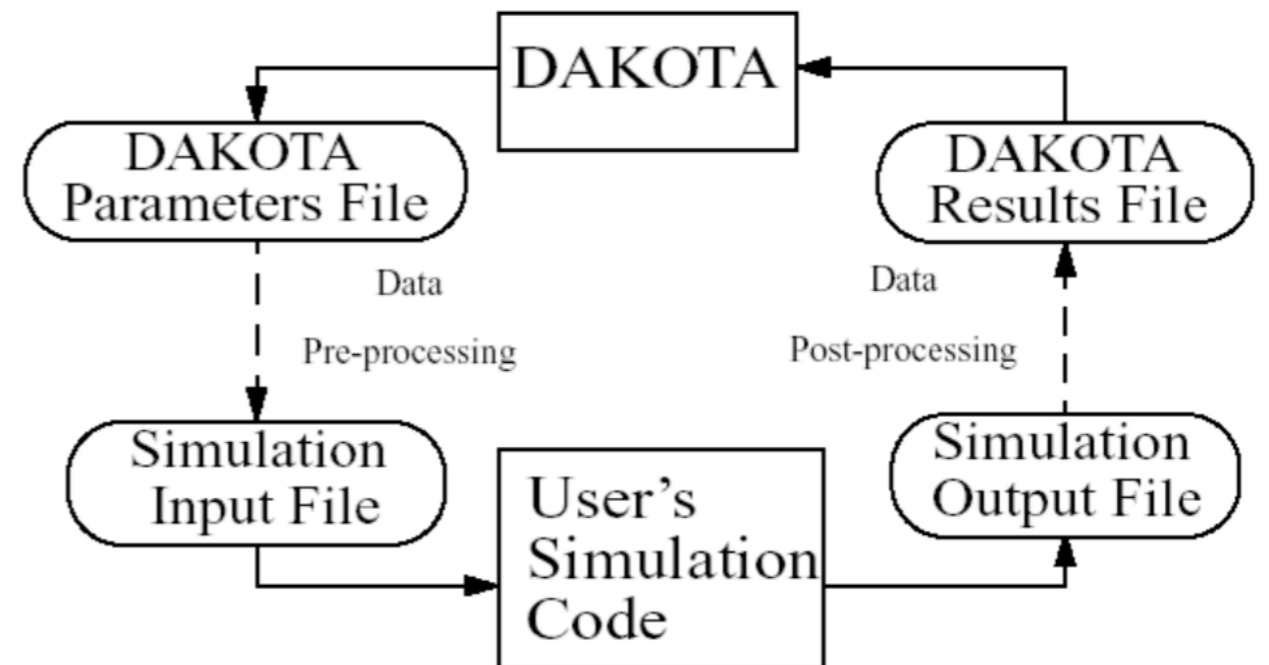 DAKOTA
DAKOTA
Parameters File
DAKOTA
Results File
Data
Pre-processing
Data
Post-processing
Simulation
Input File
User's
Simulation
Code
Simulation
Output File